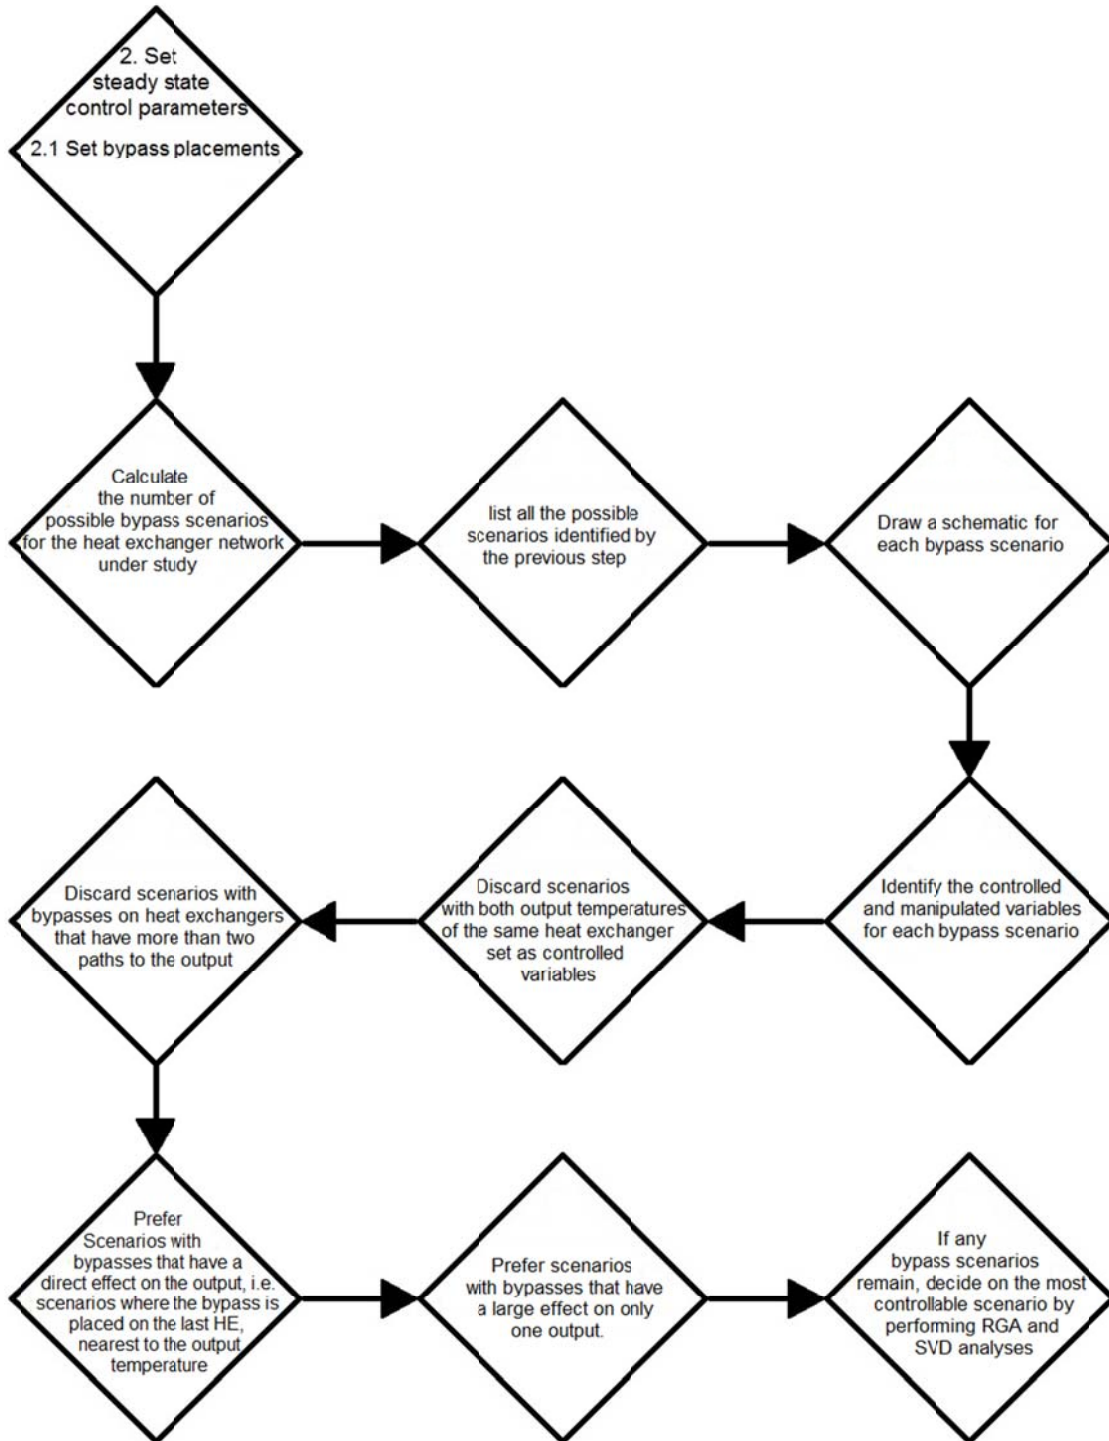 2. Set
steady state
control parameters
2.1 Set bypass placements
Calculate
the number of
possible bypass scenarios
for the heat exchanger network
under study
list all the possible
scenarios identified by
the previous step
Draw a schematic for
each bypass scenario
Identify the controlled
and manipulated variables
for each bypass scenario
Discard scenarios
with both output temperatures
of the same heat exchanger
set as controlled
variables
Discard scenarios with
bypasses on heat exchangers
that have more than two
paths to the output
Prefer
Scenarios with
bypasses that have a
direct effect on the output, i.e.
scenarios where the bypass is
placed on the last HE,
nearest to the output
temperature
Prefer scenarios
with bypasses that have
a large effect on only
one output.
If any
bypass scenarios
remain, decide on the most
controllable scenario by
performing RGA and
SVD analyses